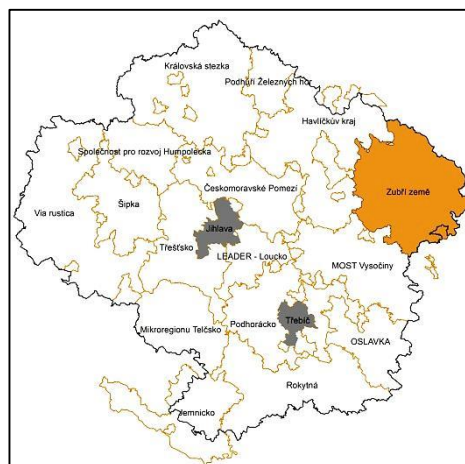 Královská stezka
Podhůří Železných hor
Havlíčkův kraj
Společnost pro rozvoj Humpolecka
Českomoravské Pomezí
Zubří země
Via rustica
Šipka
Jihlava
Třešťsko
LEADER - Loucko
MOST Vysočiny
Mikroregionu Telčsko
Podhorácko
Třebíč
OSLAVKA
Rokytná
Jemnicko